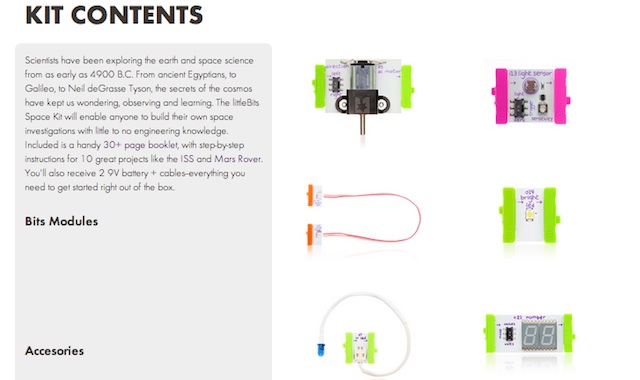 KIT CONTENTS
Scientists have been exploring the earth and space science
from as early as 4900 B.C. From ancient Egyptians, to
Galileo, to Neil deGrasse Tyson, the secrets of the cosmos
have kept us wondering, observing and learning. The littleBits
Space Kit will enable anyone to build their own space
investigations with little to no engineering knowledge.
Included is a handy 30+ page booklet, with step-by-step
instructions for 10 great projects like the ISS and Mars Rover.
You'll also receive 2 9V battery + cables-everything you
need to get started right out of the box.
Bits Modules
Accesories
i13 light sensor
bright
led
o21 number